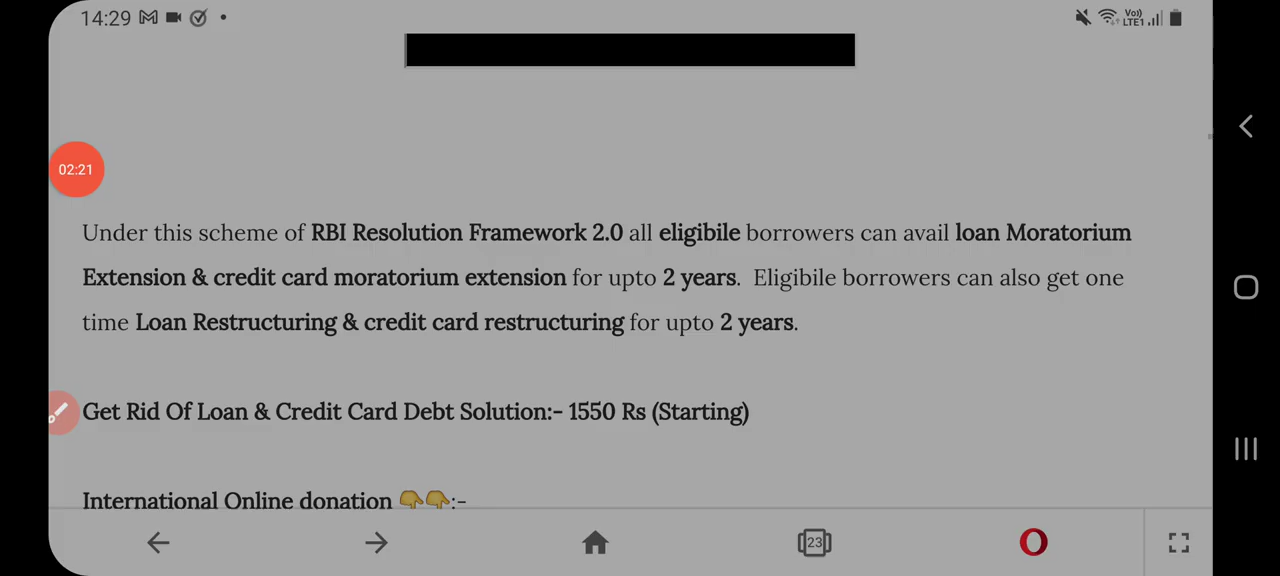 14:29
Vo))
LTE1
02:21
Under this scheme of RBI Resolution Framework 2.0 all eligibile borrowers can avail loan Moratorium
Extension & credit card moratorium extension for upto 2 years. Eligibile borrowers can also get one
time Loan Restructuring & credit card restructuring for upto 2 years.
Get Rid Of Loan & Credit Card Debt Solution:- 1550 Rs (Starting)
International Online donation 👇👇:-
23